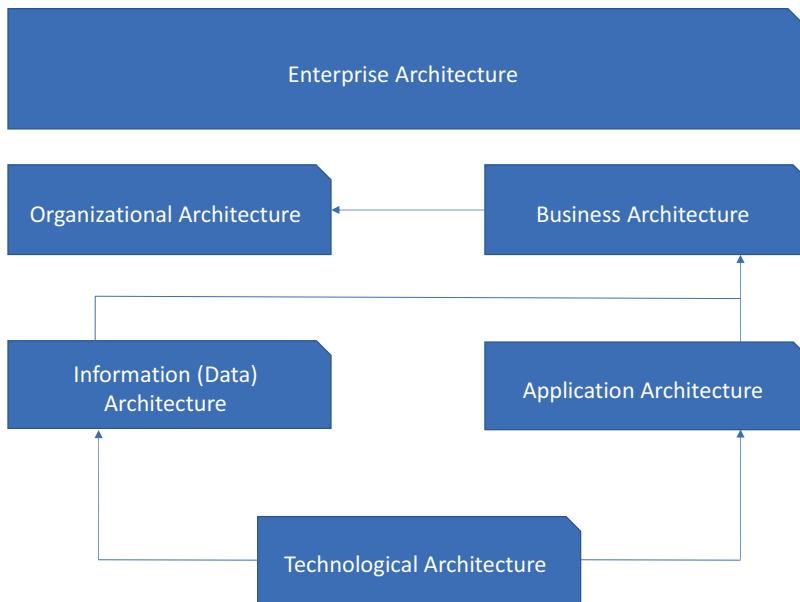 Enterprise Architecture
Organizational Architecture
Business Architecture
Information (Data)
Architecture
Application Architecture
Technological Architecture